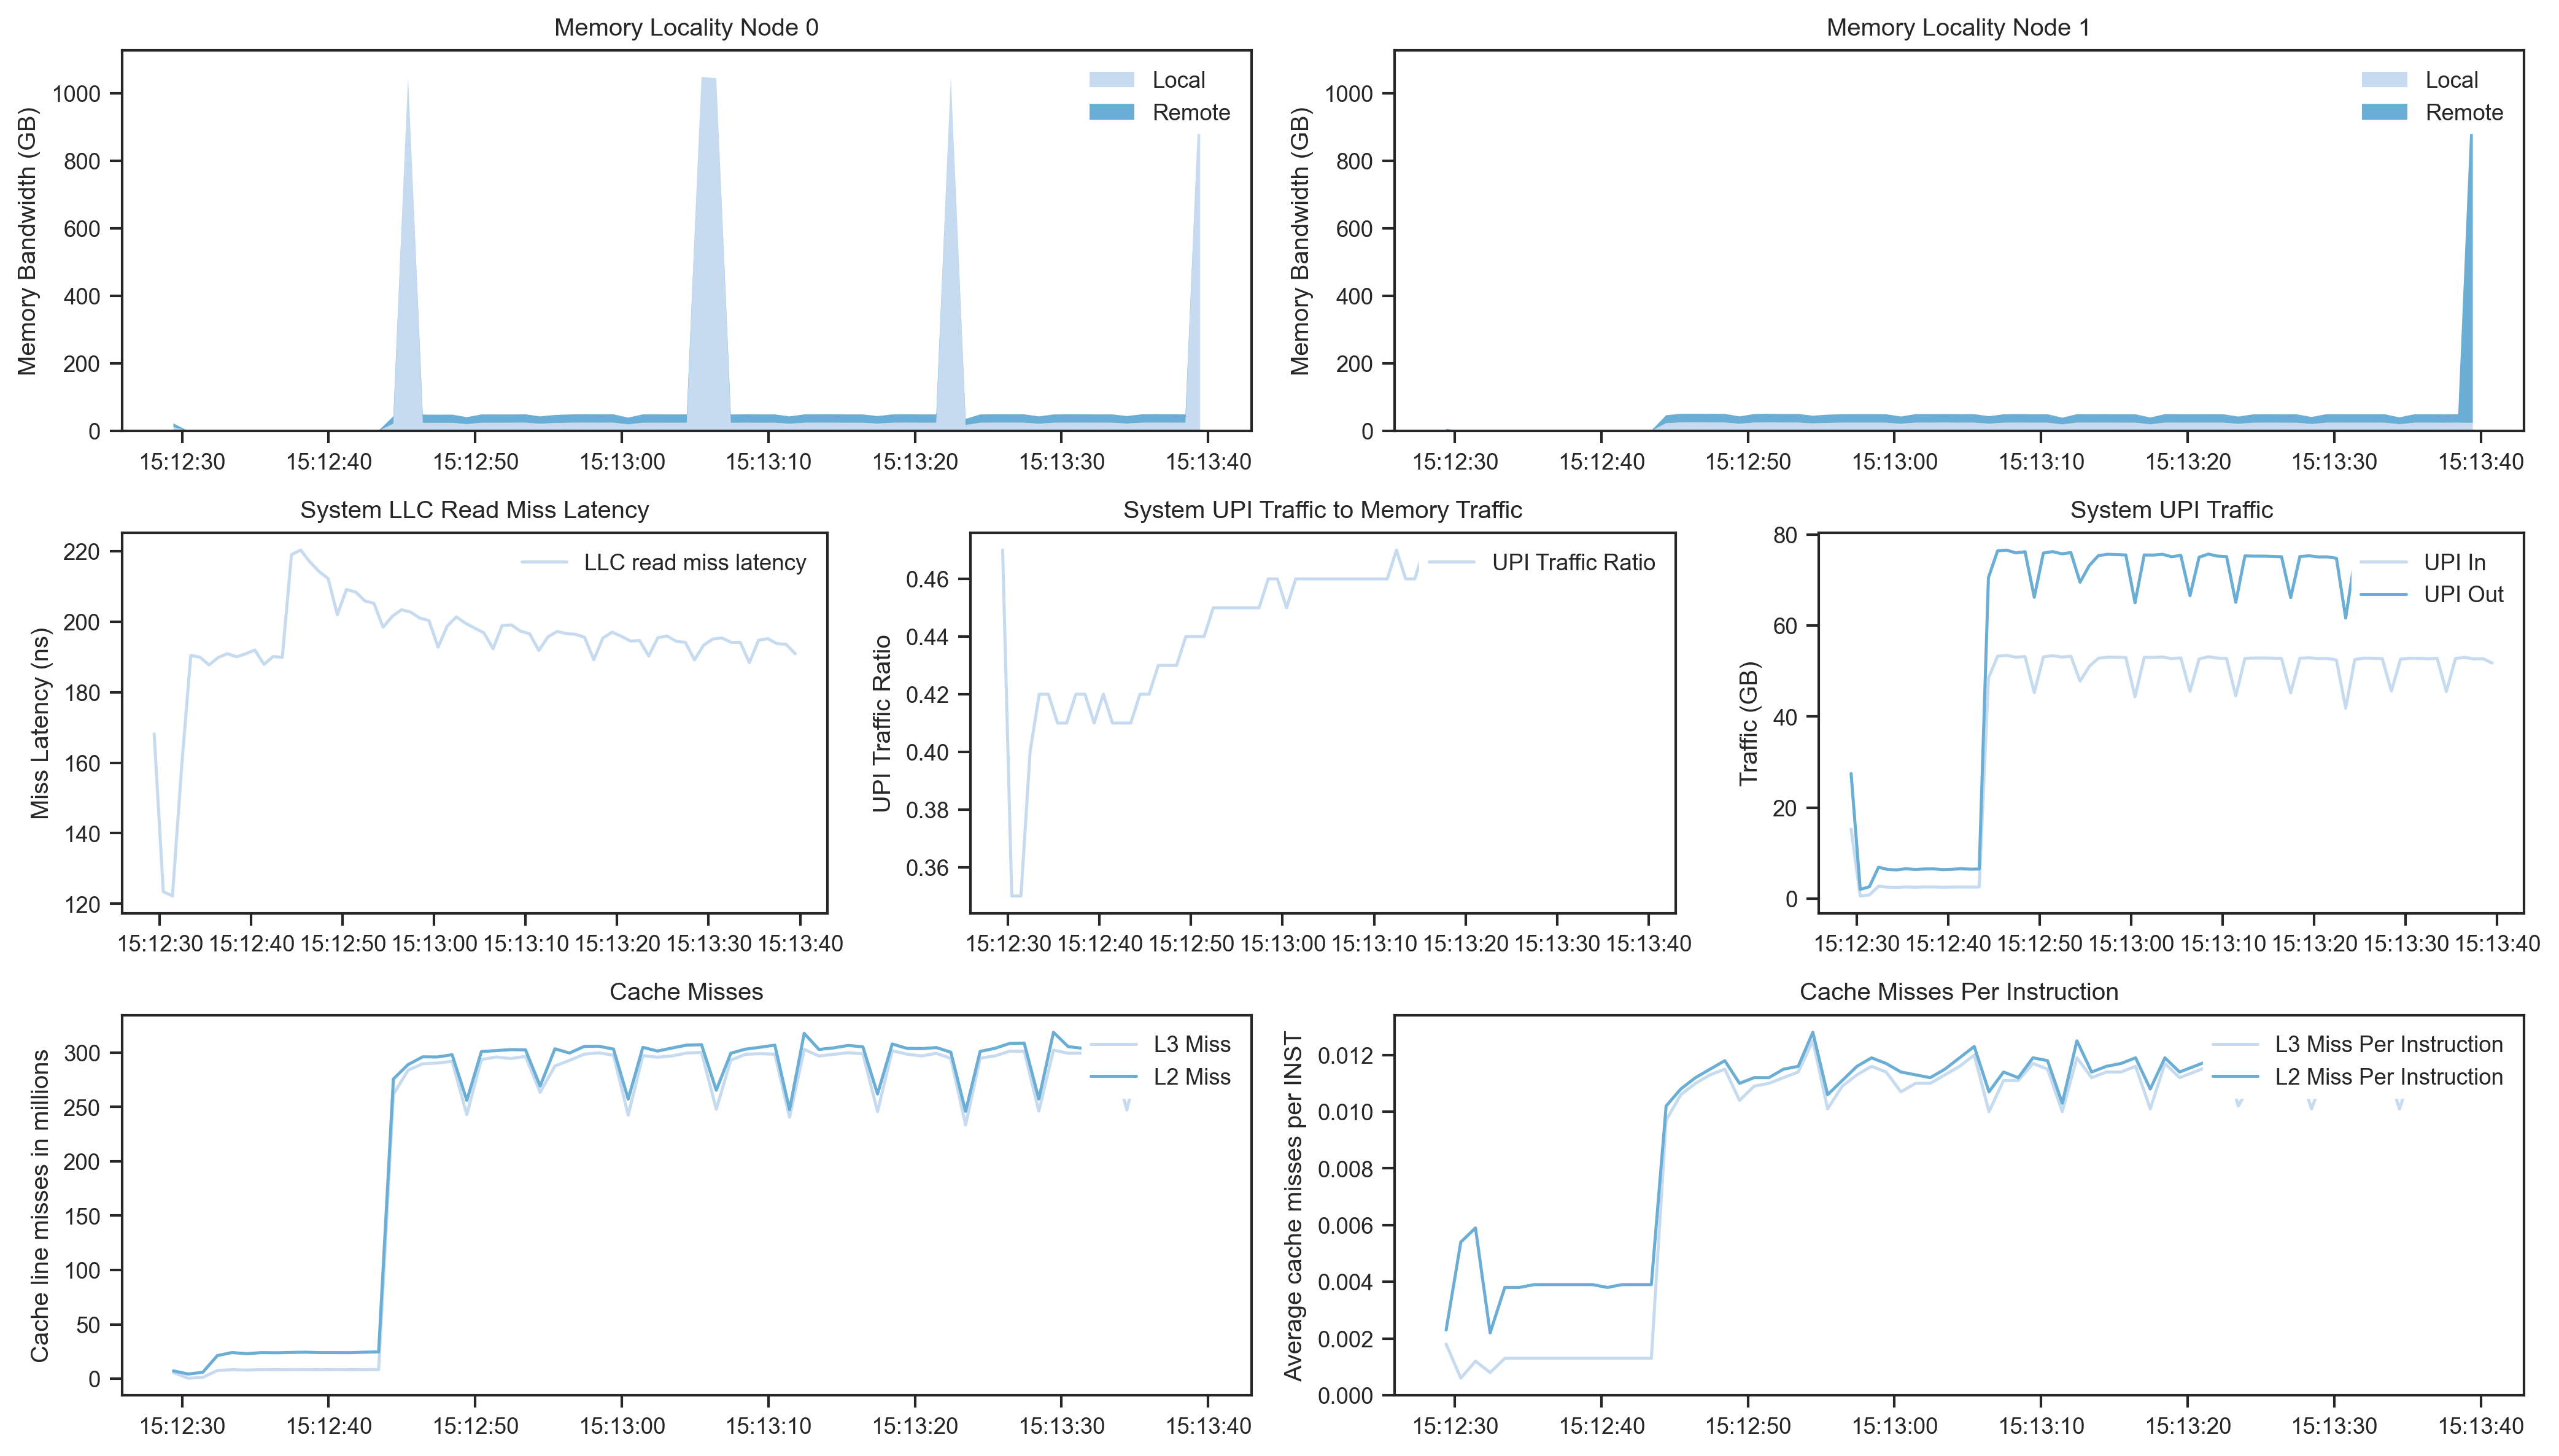 Memory Locality Node 0
Memory Bandwidth (GB)
1000
800
600
400
200
0
Local
Remote
15:12:30 15:12:40 15:12:50 15:13:00 15:13:10 15:13:20 15:13:30 15:13:40
Memory Locality Node 1
Memory Bandwidth (GB)
1000
800
600
400
200
0
Local
Remote
15:12:30 15:12:40 15:12:50 15:13:00 15:13:10 15:13:20 15:13:30 15:13:40
System LLC Read Miss Latency
Miss Latency (ns)
220
200
180
160
140
120
LLC read miss latency
15:12:30 15:12:40 15:12:50 15:13:00 15:13:10 15:13:20 15:13:30 15:13:40
System UPI Traffic to Memory Traffic
UPI Traffic Ratio
0.46
0.44
0.42
0.40
0.38
0.36
UPI Traffic Ratio
15:12:30 15:12:40 15:12:50 15:13:00 15:13:10 15:13:20 15:13:30 15:13:40
System UPI Traffic
Traffic (GB)
80
60
40
20
0
UPI In
UPI Out
15:12:30 15:12:40 15:12:50 15:13:00 15:13:10 15:13:20 15:13:30 15:13:40
Cache Misses
Cache line misses in millions
300
250
200
150
100
50
0
L3 Miss
L2 Miss
15:12:30 15:12:40 15:12:50 15:13:00 15:13:10 15:13:20 15:13:30 15:13:40
Cache Misses Per Instruction
Average cache misses per INST
0.012
0.010
0.008
0.006
0.004
0.002
0.000
L3 Miss Per Instruction
L2 Miss Per Instruction
15:12:30 15:12:40 15:12:50 15:13:00 15:13:10 15:13:20 15:13:30 15:13:40